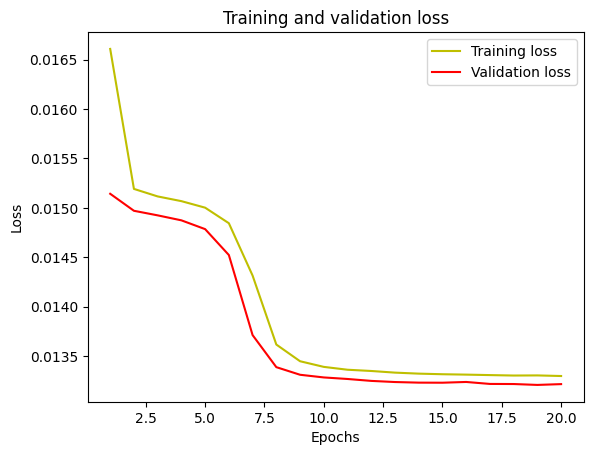 Training and validation loss
Training loss
Validation loss
Loss
0.0165
0.0160
0.0155
0.0150
0.0145
0.0140
0.0135
2.5 5.0 7.5 10.0 12.5 15.0 17.5 20.0
Epochs